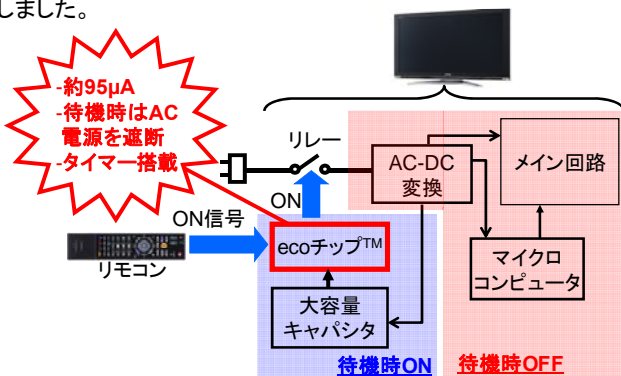 しました。
-約95μA
-待機時はAC
電源を遮断
-タイマー搭載
リレー
AC-DC
変換
メイン回路
ON
ON信号
リモコン
ecoチップTM
マイクロ
コンピュータ
大容量
キャパシタ
待機時ON
待機時OFF